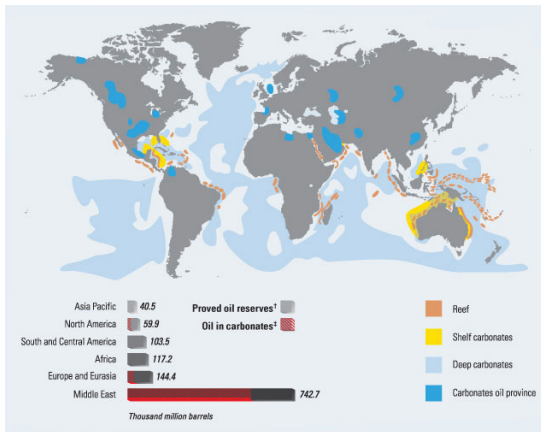 Asia Pacific 40.5 Proved oil reserves†
North America 59.9 Oil in carbonates‡
South and Central America 103.5
Africa 117.2
Europe and Eurasia 144.4
Middle East 742.7
Thousand million barrels
Reef
Shelf carbonates
Deep carbonates
Carbonates oil province